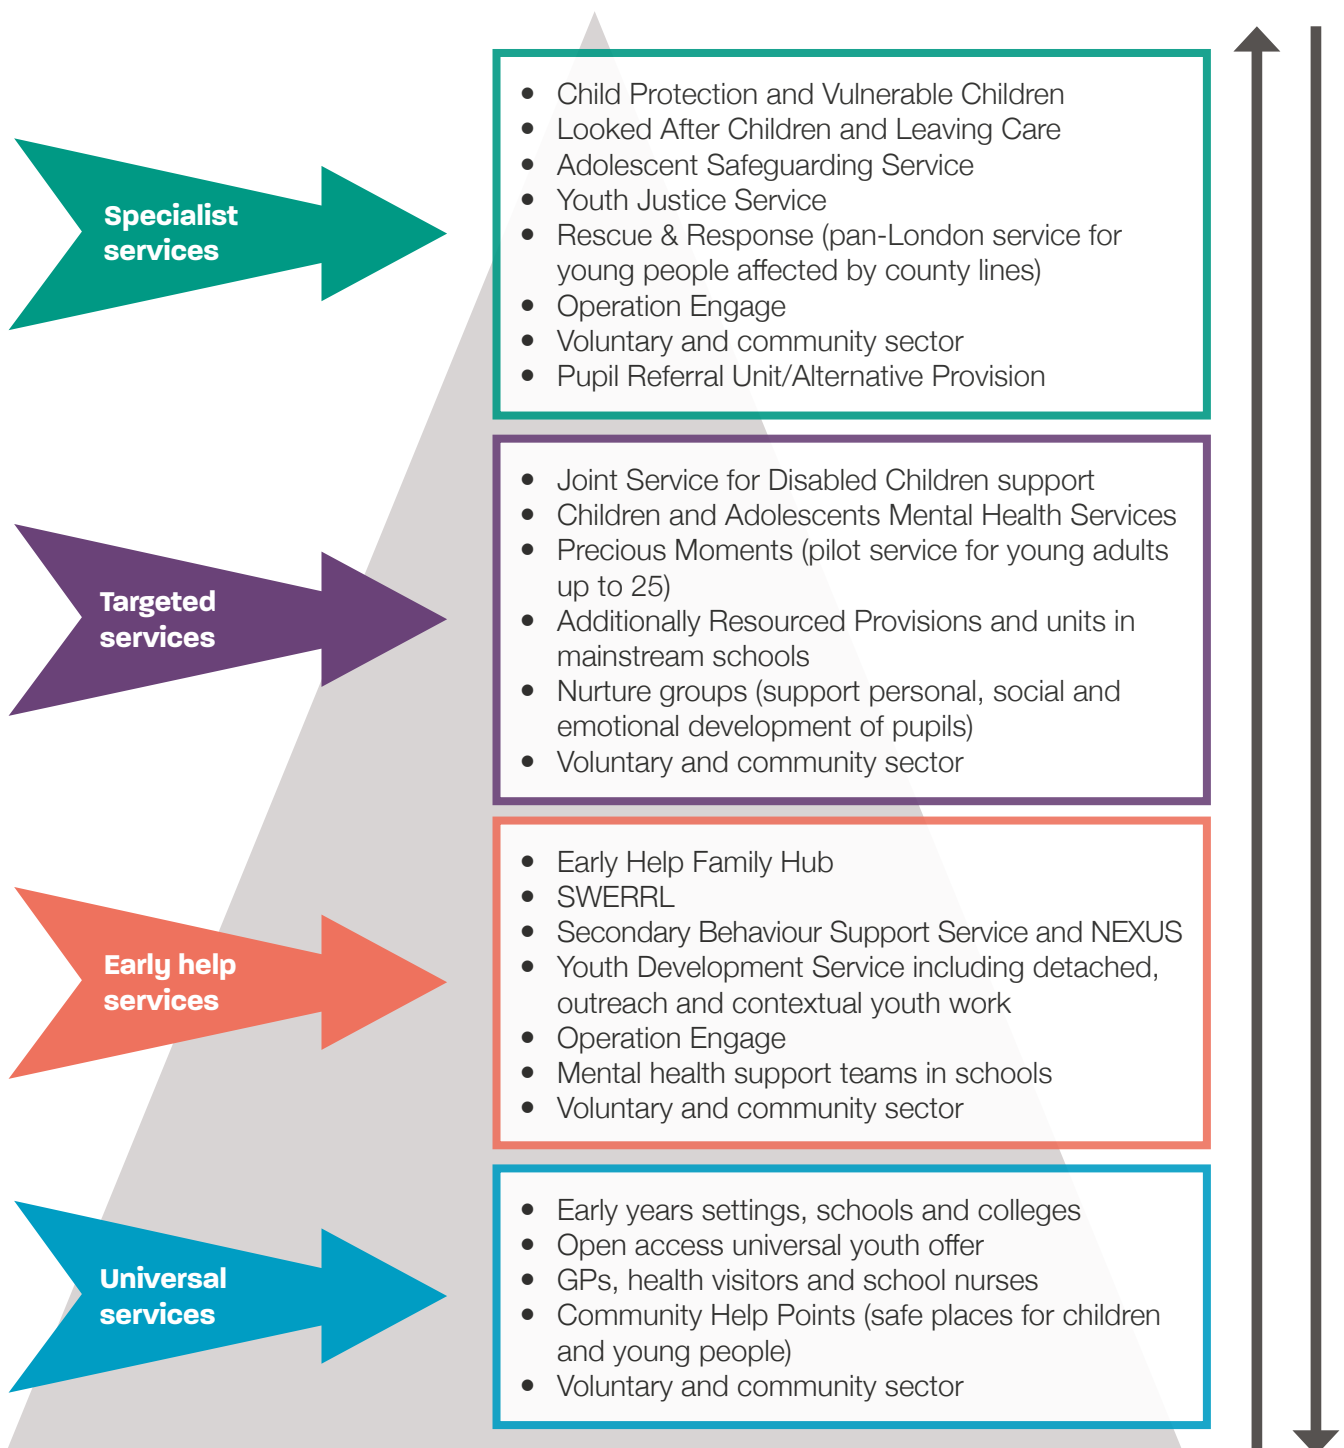 Specialist
services
• Child Protection and Vulnerable Children
• Looked After Children and Leaving Care
• Adolescent Safeguarding Service
• Youth Justice Service
• Rescue & Response (pan-London service for
young people affected by county lines)
• Operation Engage
• Voluntary and community sector
• Pupil Referral Unit/Alternative Provision
Targeted
services
• Joint Service for Disabled Children support
• Children and Adolescents Mental Health Services
• Precious Moments (pilot service for young adults
up to 25)
• Additionally Resourced Provisions and units in
mainstream schools
• Nurture groups (support personal, social and
emotional development of pupils)
• Voluntary and community sector
Early help
services
• Early Help Family Hub
• SWERRL
• Secondary Behaviour Support Service and NEXUS
• Youth Development Service including detached,
outreach and contextual youth work
• Operation Engage
• Mental health support teams in schools
• Voluntary and community sector
Universal
services
• Early years settings, schools and colleges
• Open access universal youth offer
• GPs, health visitors and school nurses
• Community Help Points (safe places for children
and young people)
• Voluntary and community sector